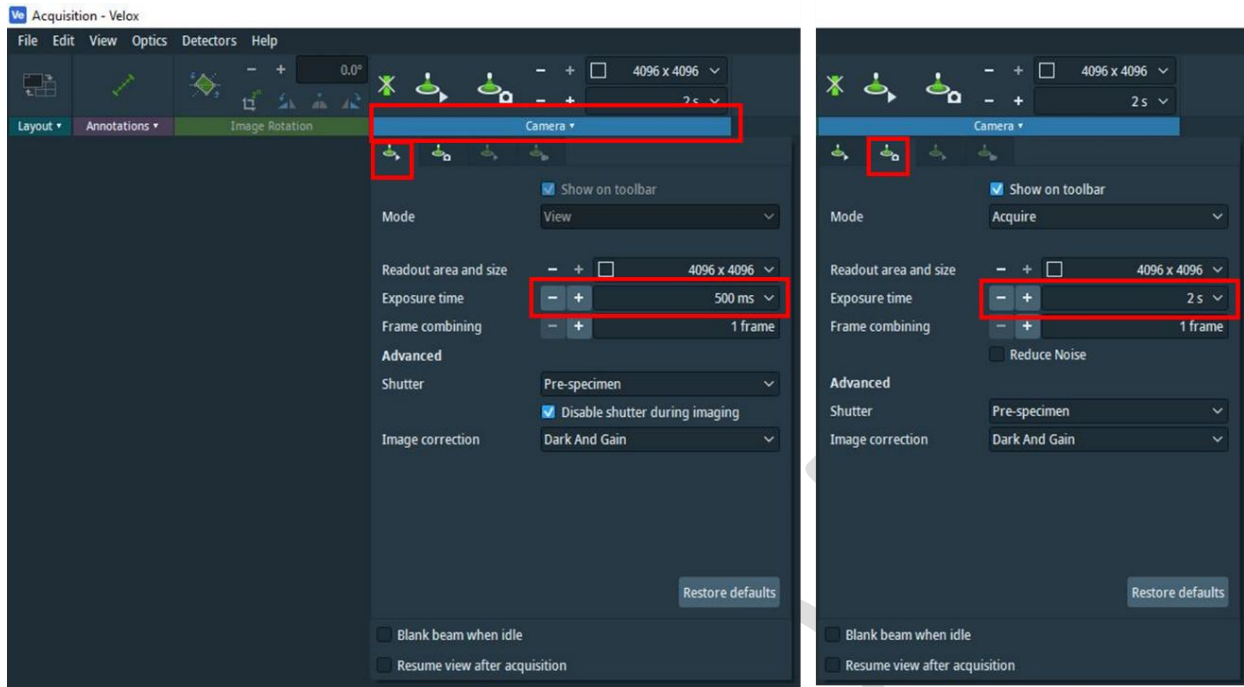 Ve Acquisition - Velox
File Edit View Optics Detectors Help
− + 0.0°
− + 4096 x 4096
− + 2 s
Layout ▾ Annotations ▾ Image Rotation Camera ▾
Show on toolbar
Mode View
Readout area and size − + 4096 x 4096
Exposure time − + 500 ms
Frame combining − + 1 frame
Advanced
Shutter Pre-specimen
Disable shutter during imaging
Image correction Dark And Gain
Restore defaults
Blank beam when idle
Resume view after acquisition
− + 4096 x 4096
− + 2 s
Camera ▾
Show on toolbar
Mode Acquire
Readout area and size − + 4096 x 4096
Exposure time − + 2 s
Frame combining − + 1 frame
Reduce Noise
Advanced
Shutter Pre-specimen
Image correction Dark And Gain
Restore defaults
Blank beam when idle
Resume view after acquisition